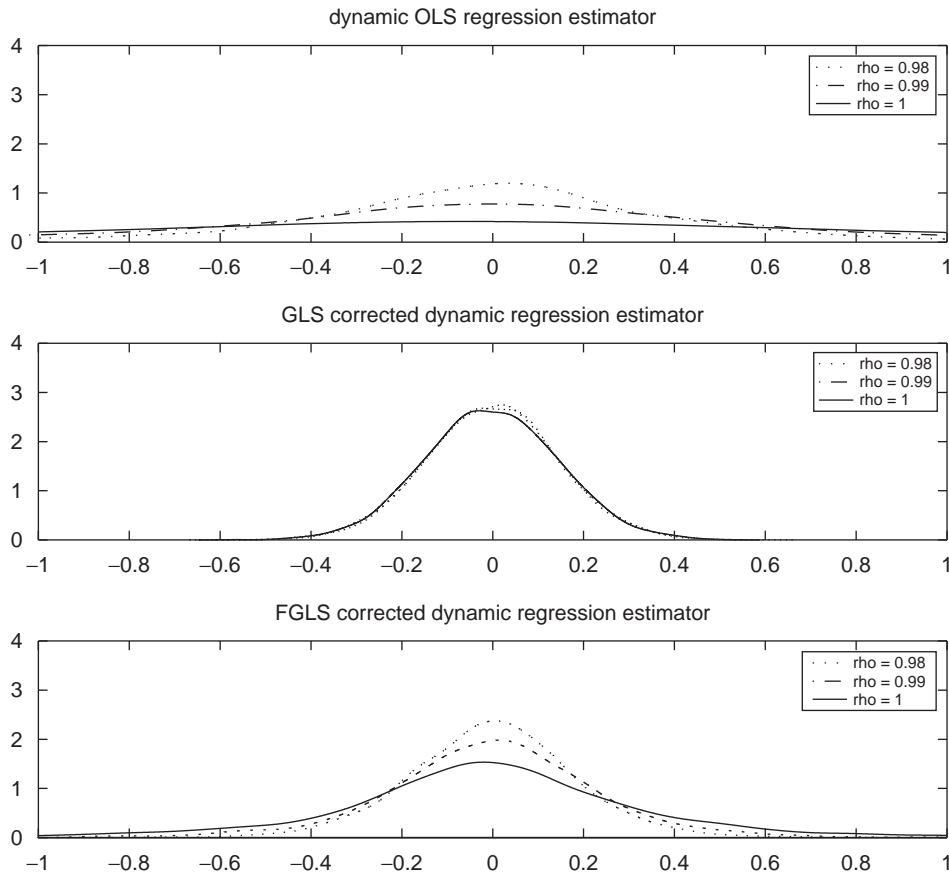 dynamic OLS regression estimator
4
3
2
1
0
rho = 0.98
rho = 0.99
rho = 1
−1 −0.8 −0.6 −0.4 −0.2 0 0.2 0.4 0.6 0.8 1
GLS corrected dynamic regression estimator
4
3
2
1
0
rho = 0.98
rho = 0.99
rho = 1
−1 −0.8 −0.6 −0.4 −0.2 0 0.2 0.4 0.6 0.8 1
FGLS corrected dynamic regression estimator
4
3
2
1
0
rho = 0.98
rho = 0.99
rho = 1
−1 −0.8 −0.6 −0.4 −0.2 0 0.2 0.4 0.6 0.8 1